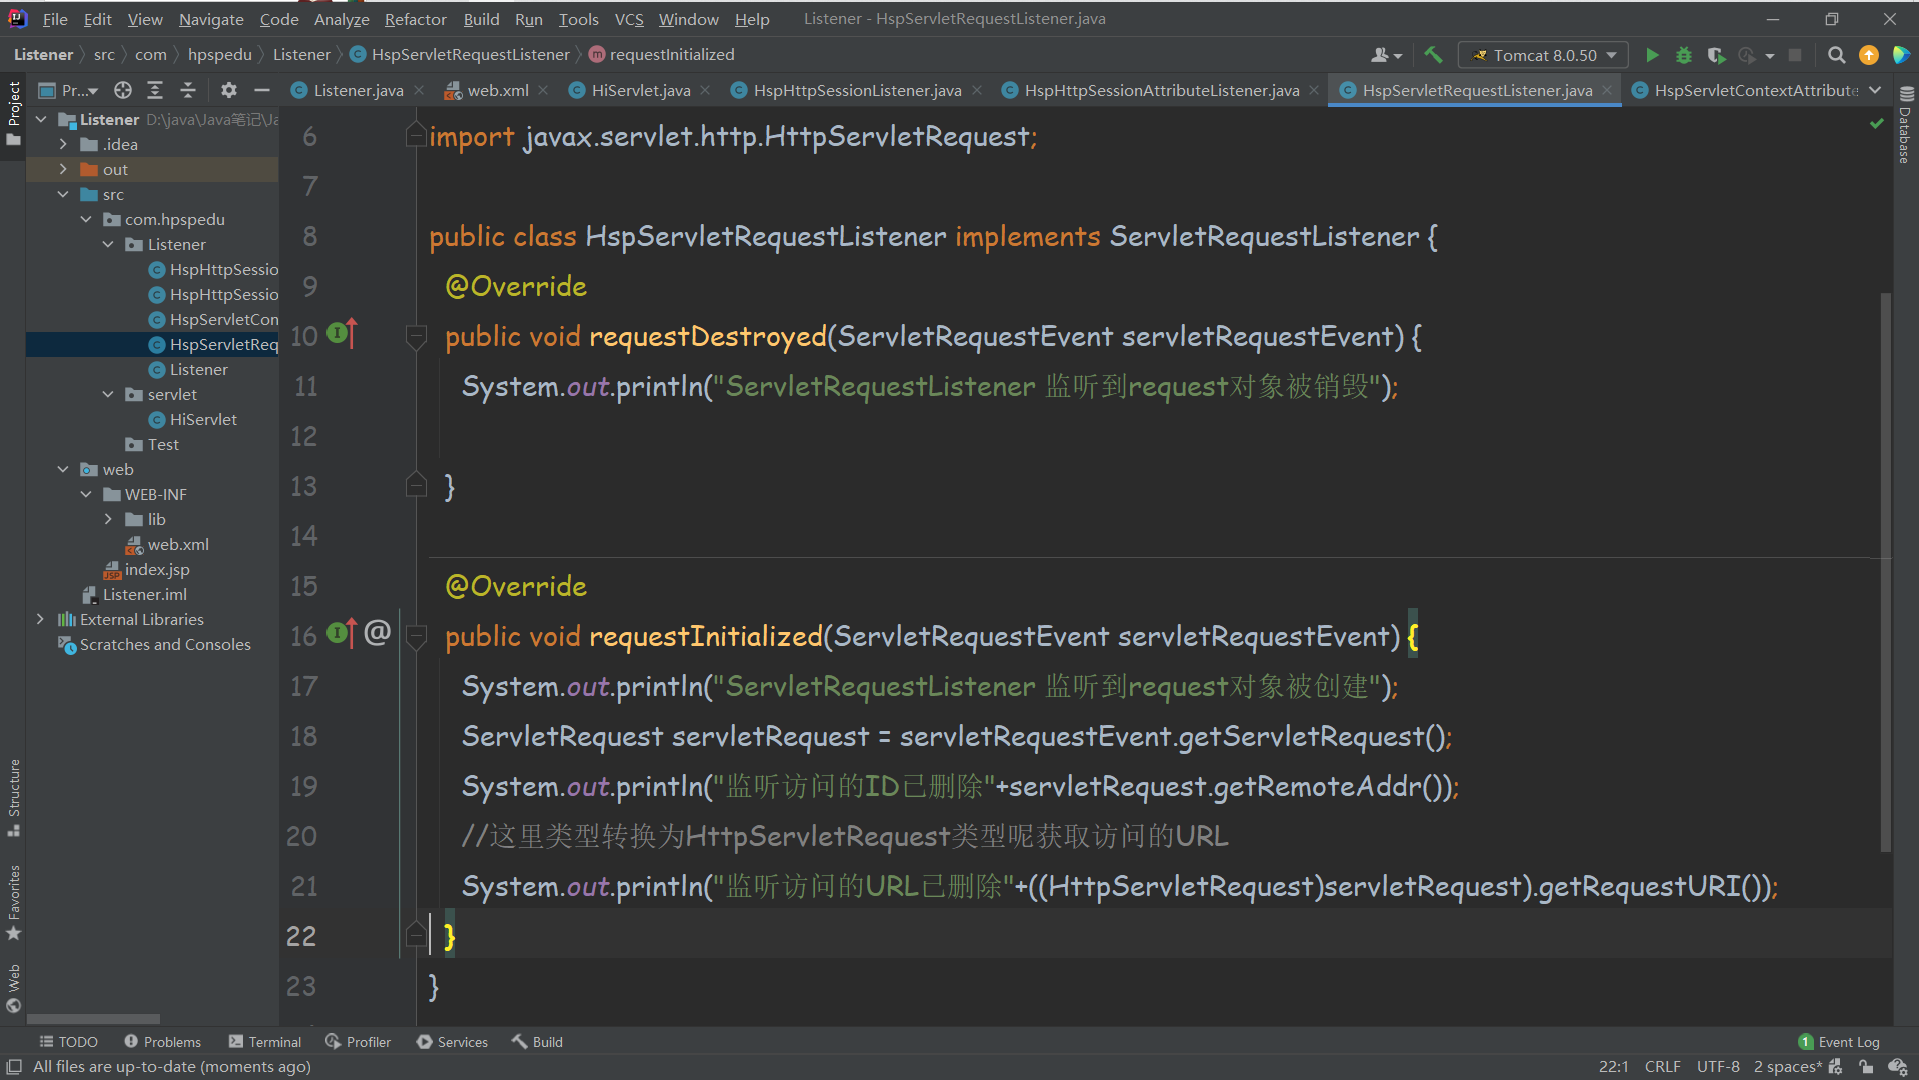 File Edit View Navigate Code Analyze Refactor Build Run Tools VCS Window Help Listener - HspServletRequestListener.java
Listener src com hpspedu Listener HspServletRequestListener requestInitialized Tomcat 8.0.50
Pr... Listener.java web.xml HiServlet.java HspHttpSessionListener.java HspHttpSessionAttributeListener.java HspServletRequestListener.java HspServletContextAttribute
Project
Structure
Favorites
Web
Database
Listener D:\java\Java笔记\Ja
.idea
out
src
com.hpspedu
Listener
HspHttpSessio
HspHttpSessio
HspServletCon
HspServletReq
Listener
servlet
HiServlet
Test
web
WEB-INF
lib
web.xml
index.jsp
Listener.iml
External Libraries
Scratches and Consoles
6 import javax.servlet.http.HttpServletRequest;
7
8 public class HspServletRequestListener implements ServletRequestListener {
9 @Override
10 public void requestDestroyed(ServletRequestEvent servletRequestEvent) {
11 System.out.println("ServletRequestListener 监听到request对象被销毁");
12
13 }
14
15 @Override
16 @ public void requestInitialized(ServletRequestEvent servletRequestEvent) {
17 System.out.println("ServletRequestListener 监听到request对象被创建");
18 ServletRequest servletRequest = servletRequestEvent.getServletRequest();
19 System.out.println("监听访问的ID已删除"+servletRequest.getRemoteAddr());
20 //这里类型转换为HttpServletRequest类型呢获取访问的URL
21 System.out.println("监听访问的URL已删除"+((HttpServletRequest)servletRequest).getRequestURI());
22 }
23 }
TODO Problems Terminal Profiler Services Build 1 Event Log
All files are up-to-date (moments ago) 22:1 CRLF UTF-8 2 spaces*